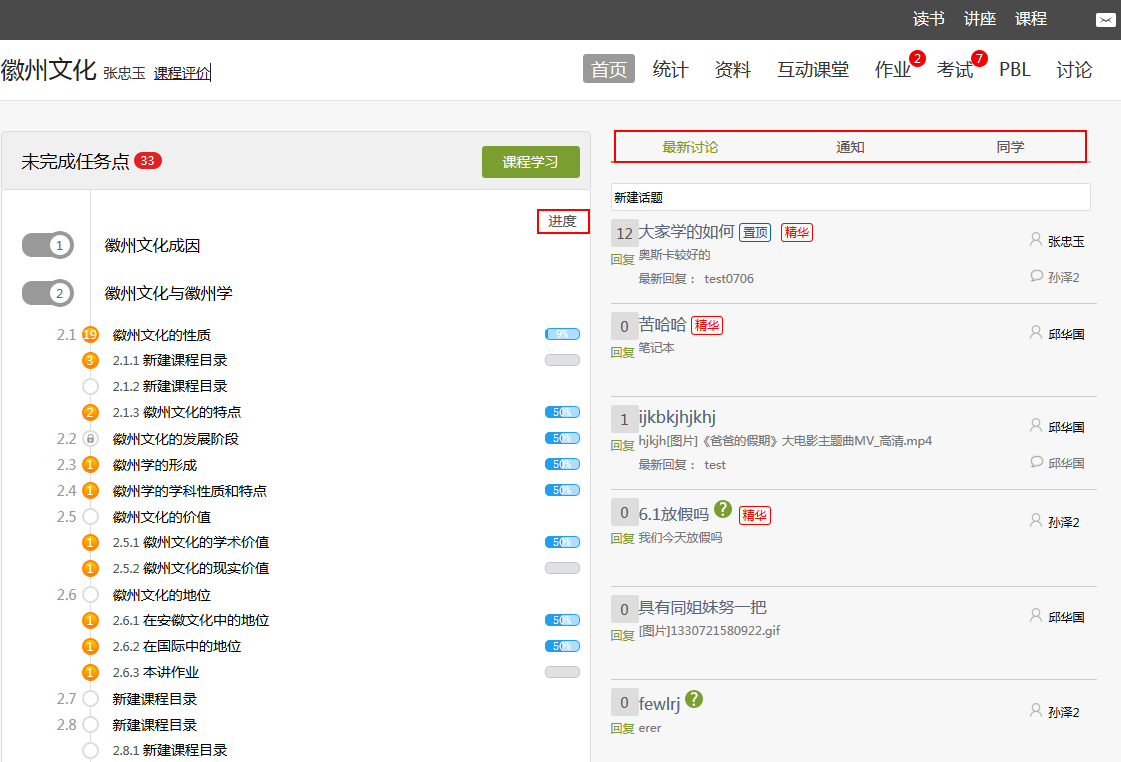 读书 讲座 课程
徽州文化 张忠玉 课程评价
首页 统计 资料 互动课堂 作业 2 考试 7 PBL 讨论
未完成任务点 33 课程学习
进度
1 徽州文化成因
2 徽州文化与徽州学
2.1 19 徽州文化的性质 9%
3 2.1.1 新建课程目录
2.1.2 新建课程目录
2 2.1.3 徽州文化的特点 50%
2.2 徽州文化的发展阶段 50%
2.3 1 徽州学的形成 50%
2.4 1 徽州学的学科性质和特点 50%
2.5 徽州文化的价值
1 2.5.1 徽州文化的学术价值 50%
1 2.5.2 徽州文化的现实价值
2.6 徽州文化的地位
1 2.6.1 在安徽文化中的地位 50%
1 2.6.2 在国际中的地位 50%
1 2.6.3 本讲作业
2.7 新建课程目录
2.8 新建课程目录
2.8.1 新建课程目录
最新讨论 通知 同学
新建话题
12 大家学的如何 置顶 精华 张忠玉
回复 奥斯卡较好的
最新回复： test0706 孙泽2
0 苦哈哈 精华 邱华国
回复 笔记本
1 ijkbkjhjkhj 邱华国
回复 hjkjh[图片]《爸爸的假期》大电影主题曲MV_高清.mp4
最新回复： test 邱华国
0 6.1放假吗 ? 精华 孙泽2
回复 我们今天放假吗
0 具有同姐妹努一把 邱华国
回复 [图片]1330721580922.gif
0 fewlrj ? 孙泽2
回复 erer